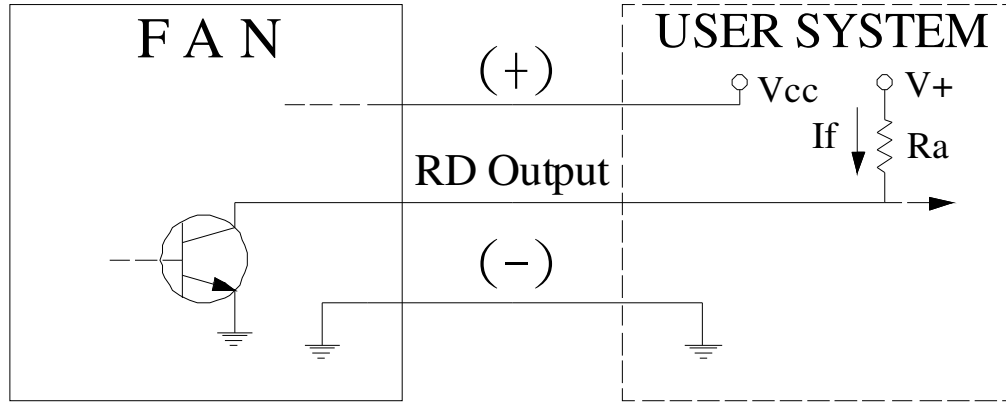 F A N
USER SYSTEM
(+)
Vcc
V+
If
Ra
RD Output
(-)